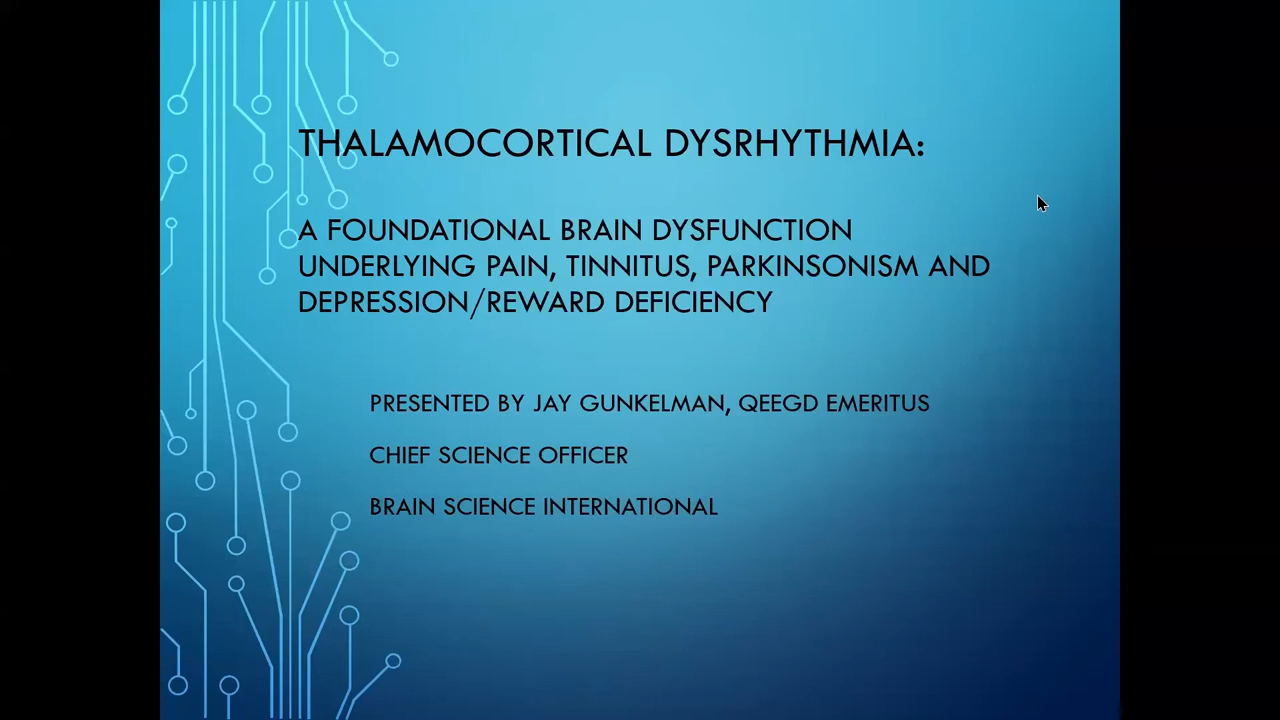 THALAMOCORTICAL DYSRHYTHMIA:
A FOUNDATIONAL BRAIN DYSFUNCTION
UNDERLYING PAIN, TINNITUS, PARKINSONISM AND
DEPRESSION/REWARD DEFICIENCY
PRESENTED BY JAY GUNKELMAN, QEEGD EMERITUS
CHIEF SCIENCE OFFICER
BRAIN SCIENCE INTERNATIONAL